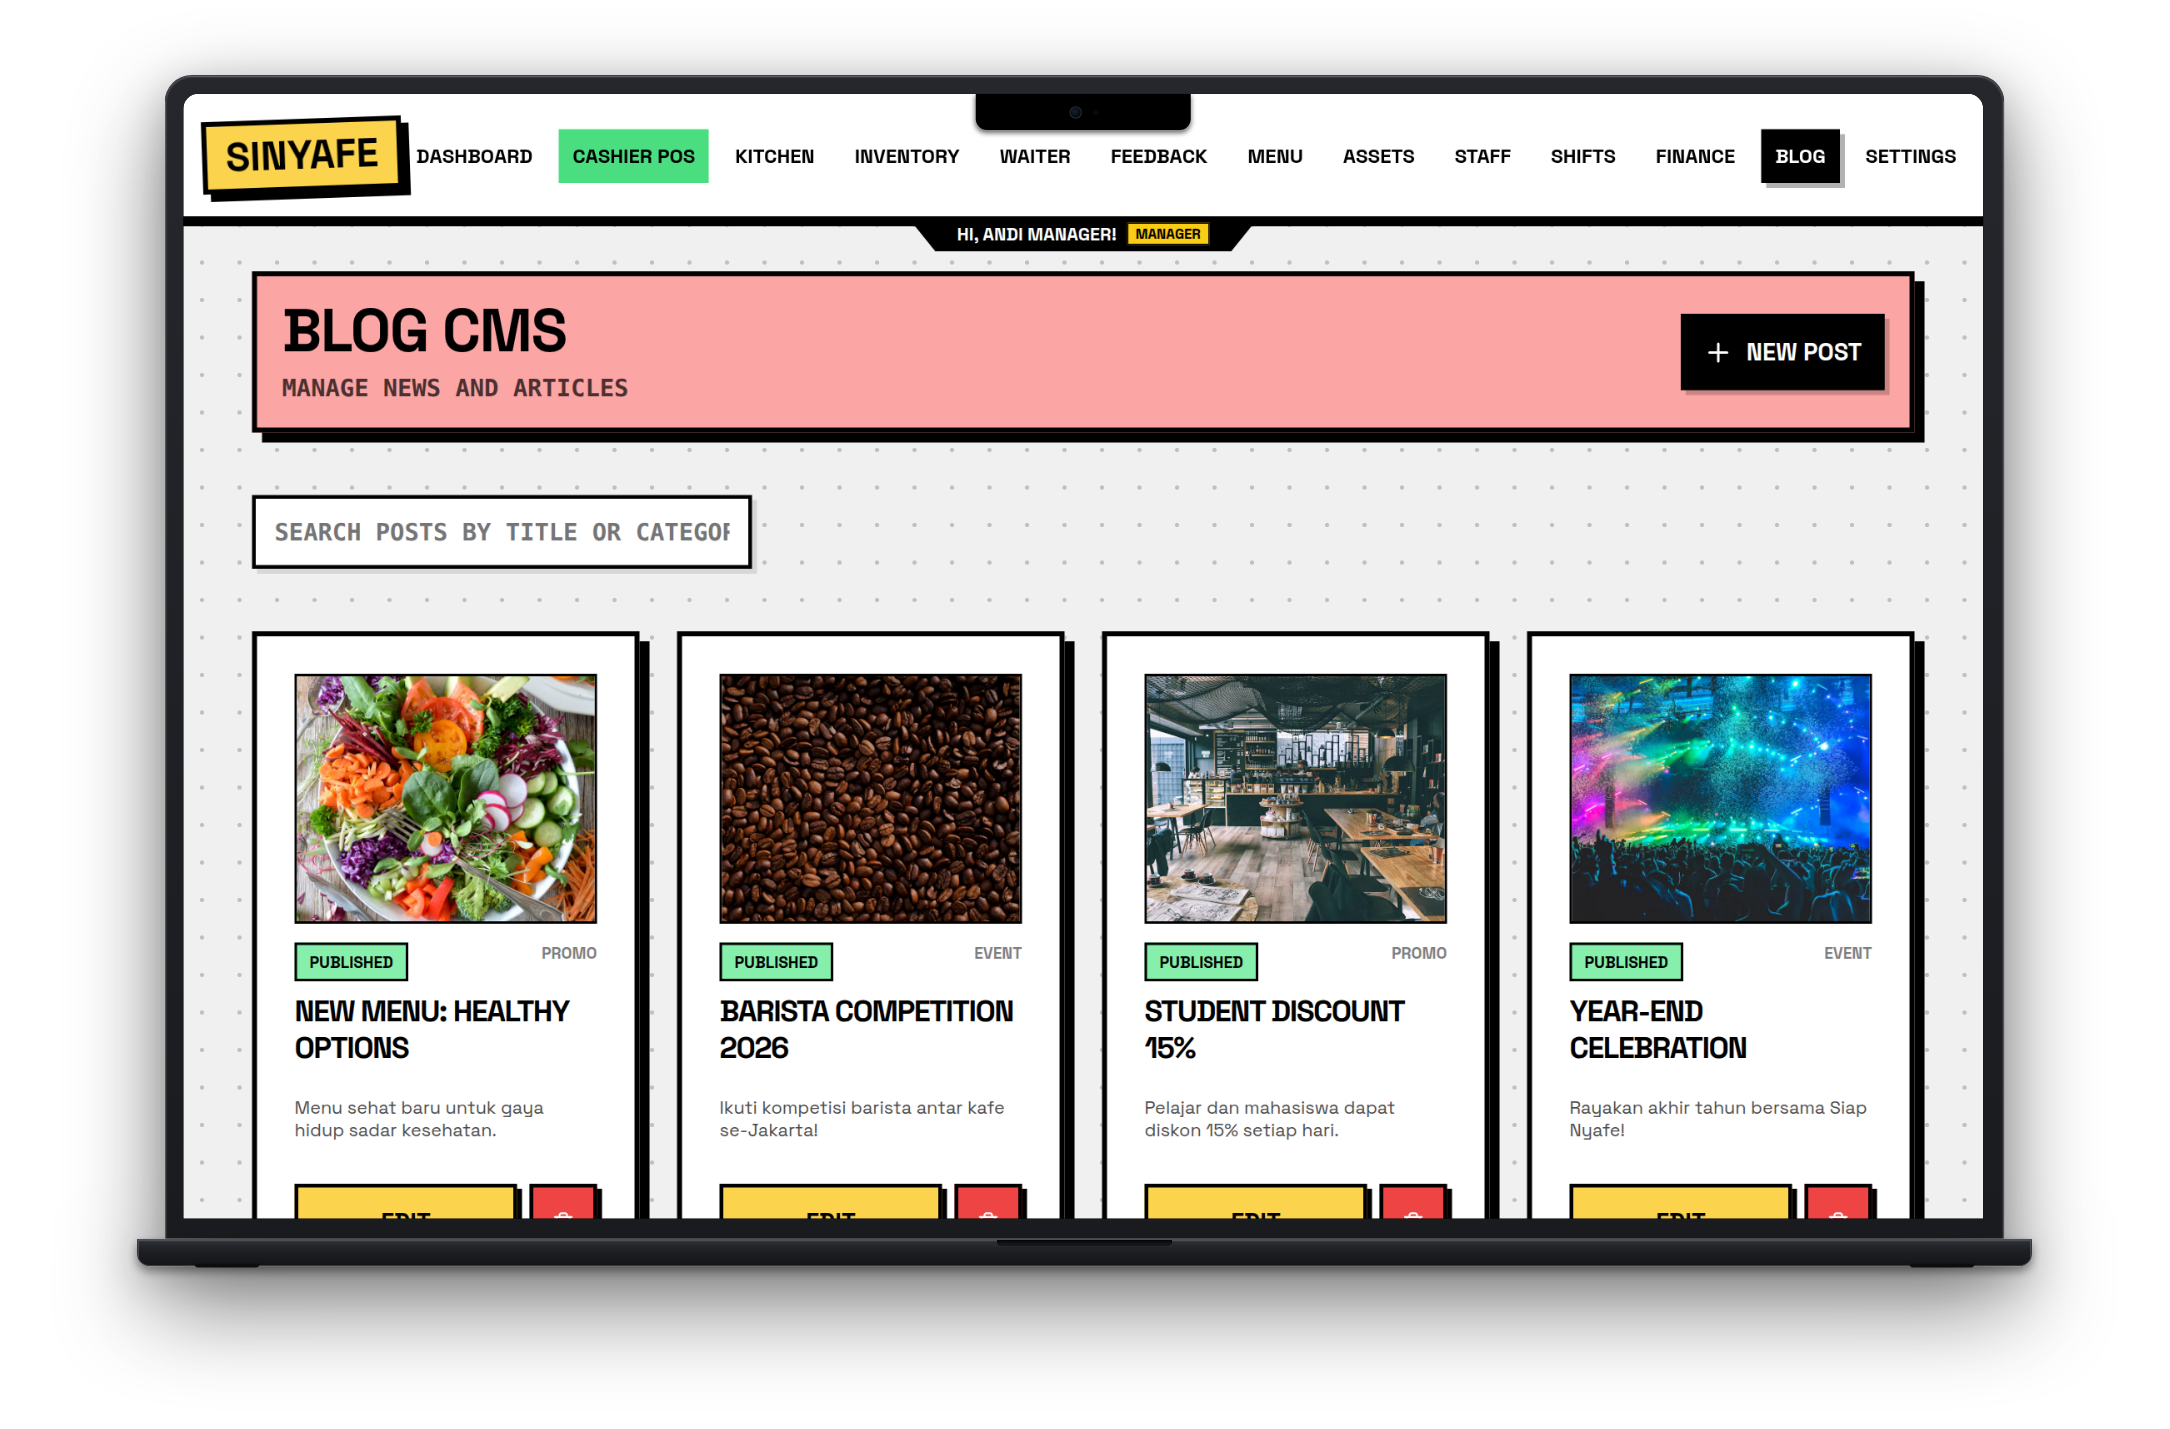 SINYAFE
DASHBOARD
CASHIER POS
KITCHEN
INVENTORY
WAITER
FEEDBACK
MENU
ASSETS
STAFF
SHIFTS
FINANCE
BLOG
SETTINGS
HI, ANDI MANAGER! MANAGER
BLOG CMS
MANAGE NEWS AND ARTICLES
+ NEW POST
SEARCH POSTS BY TITLE OR
PUBLISHED
PROMO
NEW MENU: HEALTHY
OPTIONS
Menu sehat baru untuk gaya
hidup sadar kesehatan.
EDIT
PUBLISHED
EVENT
BARISTA COMPETITION
2026
Ikuti kompetisi barista antar kafe
se-Jakarta!
EDIT
PUBLISHED
PROMO
STUDENT DISCOUNT
15%
Pelajar dan mahasiswa dapat
diskon 15% setiap hari.
EDIT
PUBLISHED
EVENT
YEAR-END
CELEBRATION
Rayakan akhir tahun bersama Siap
Nyafe!
EDIT